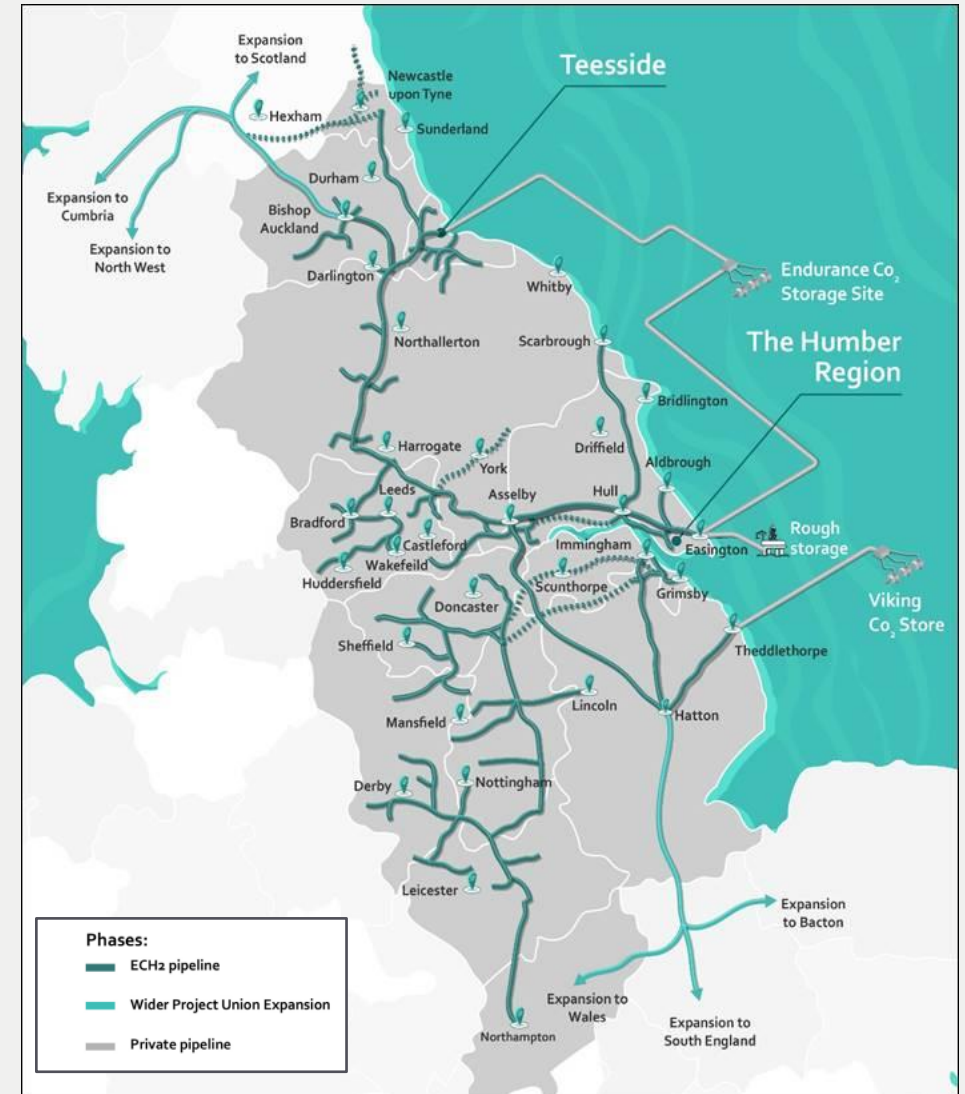 Expansion
to Scotland
Teesside
Newcastle
upon Tyne
Hexham
Sunderland
Durham
Expansion to
Cumbria
Bishop
Auckland
Expansion to
North West
Darlington
Whitby
Endurance Co₂
Storage Site
Northallerton
Scarbrough
The Humber
Region
Bridlington
Harrogate
York
Driffield
Aldbrough
Leeds
Asselby
Hull
Bradford
Castleford
Wakefeild
Huddersfield
Immingham
Easington
Rough
storage
Scunthorpe
Grimsby
Doncaster
Viking
Co₂ Store
Sheffield
Theddlethorpe
Lincoln
Mansfield
Hatton
Derby
Nottingham
Leicester
Expansion
to Bacton
Phases:
ECH2 pipeline
Wider Project Union Expansion
Private pipeline
Expansion to
Wales
Expansion to
South England
Northampton